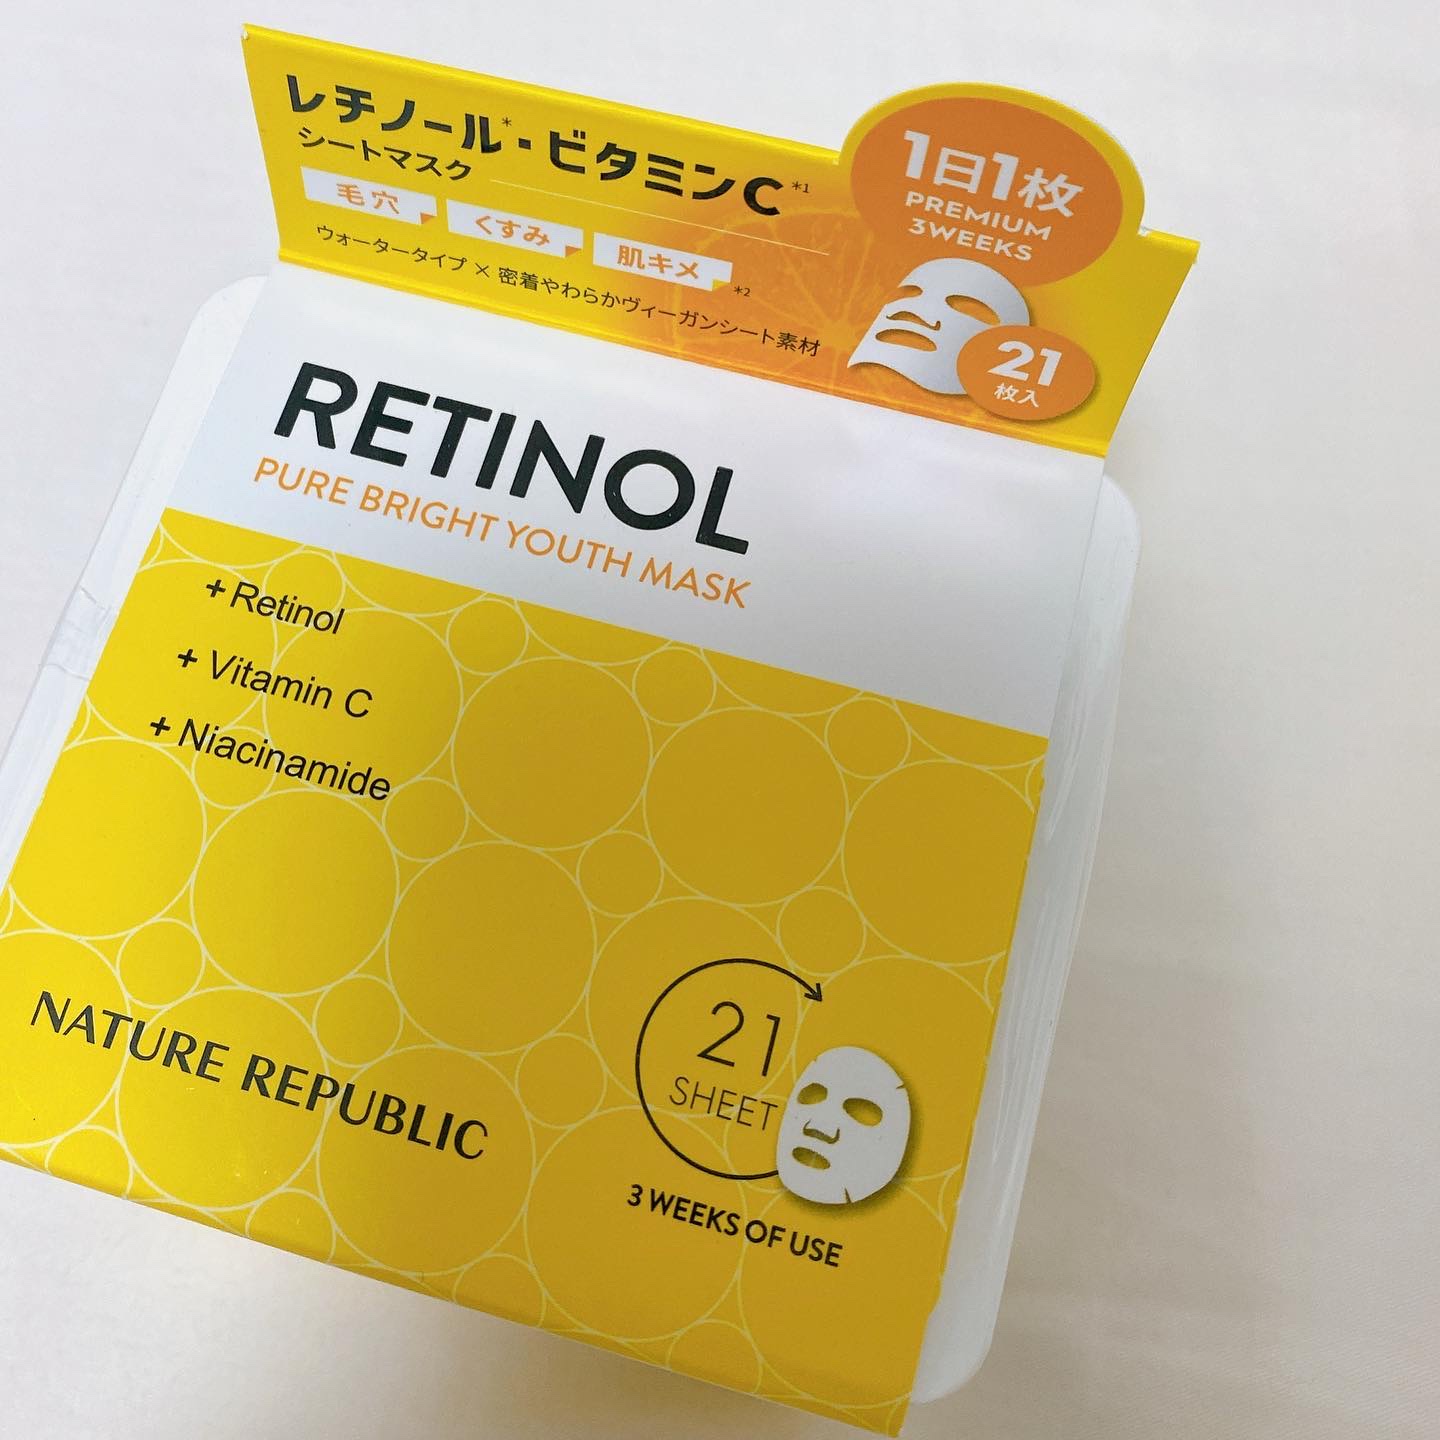 レチノール*・ビタミンC*1
シートマスク
毛穴
くすみ
肌キメ
*2
ウォータータイプ×密着やわらかヴィーガンシート素材
1日1枚
PREMIUM
3WEEKS
21
枚入
RETINOL
PURE BRIGHT YOUTH MASK
+ Retinol
+ Vitamin C
+ Niacinamide
NATURE REPUBLIC
21
SHEET
3 WEEKS OF USE